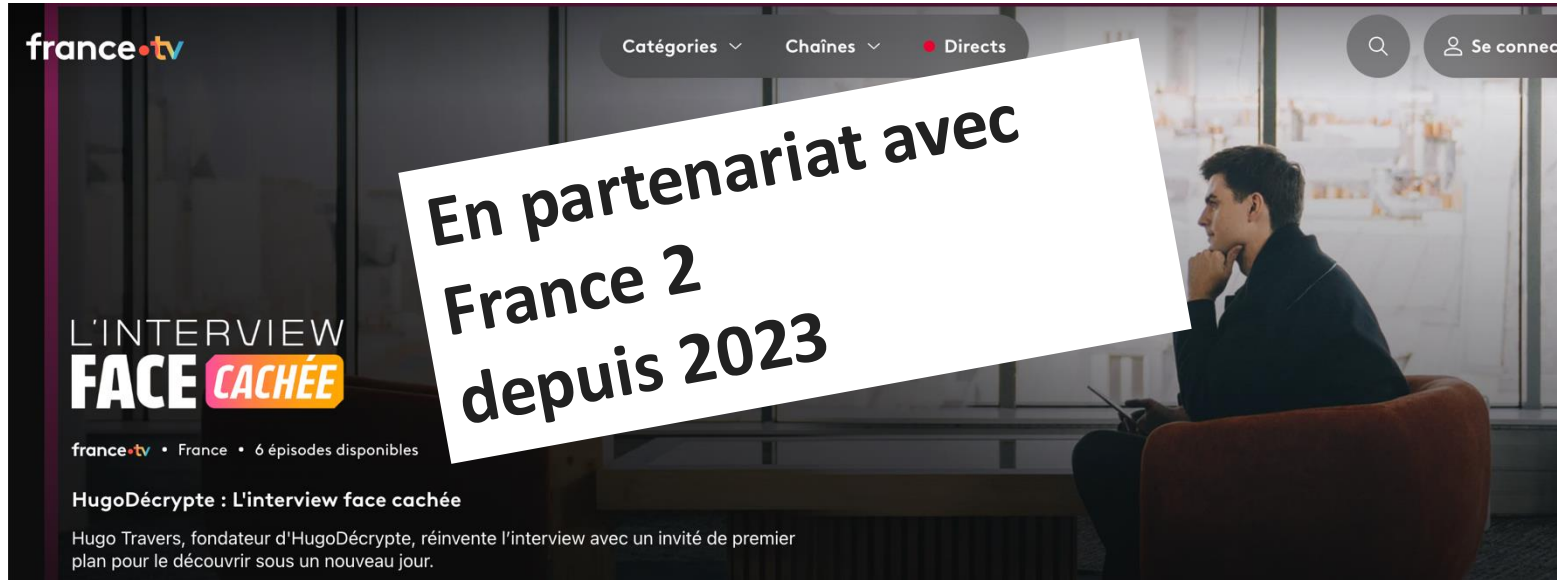 france•tv
Catégories
Chaînes
Directs
Se connec
En partenariat avec
France 2
depuis 2023
L'INTERVIEW
FACE CACHÉE
france•tv • France • 6 épisodes disponibles
HugoDécrypte : L'interview face cachée
Hugo Travers, fondateur d'HugoDécrypte, réinvente l’interview avec un invité de premier
plan pour le découvrir sous un nouveau jour.